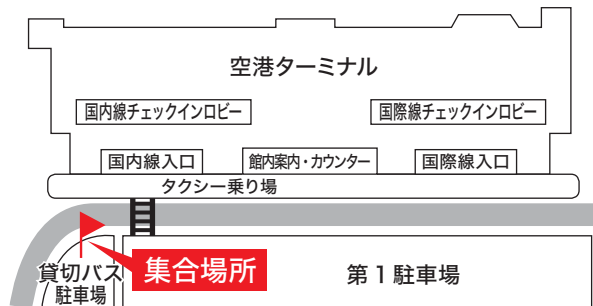 空港ターミナル
国内線チェックインロビー
国際線チェックインロビー
国内線入口
館内案内・カウンター
国際線入口
タクシー乗り場
貸切バス
駐車場
集合場所
第1駐車場